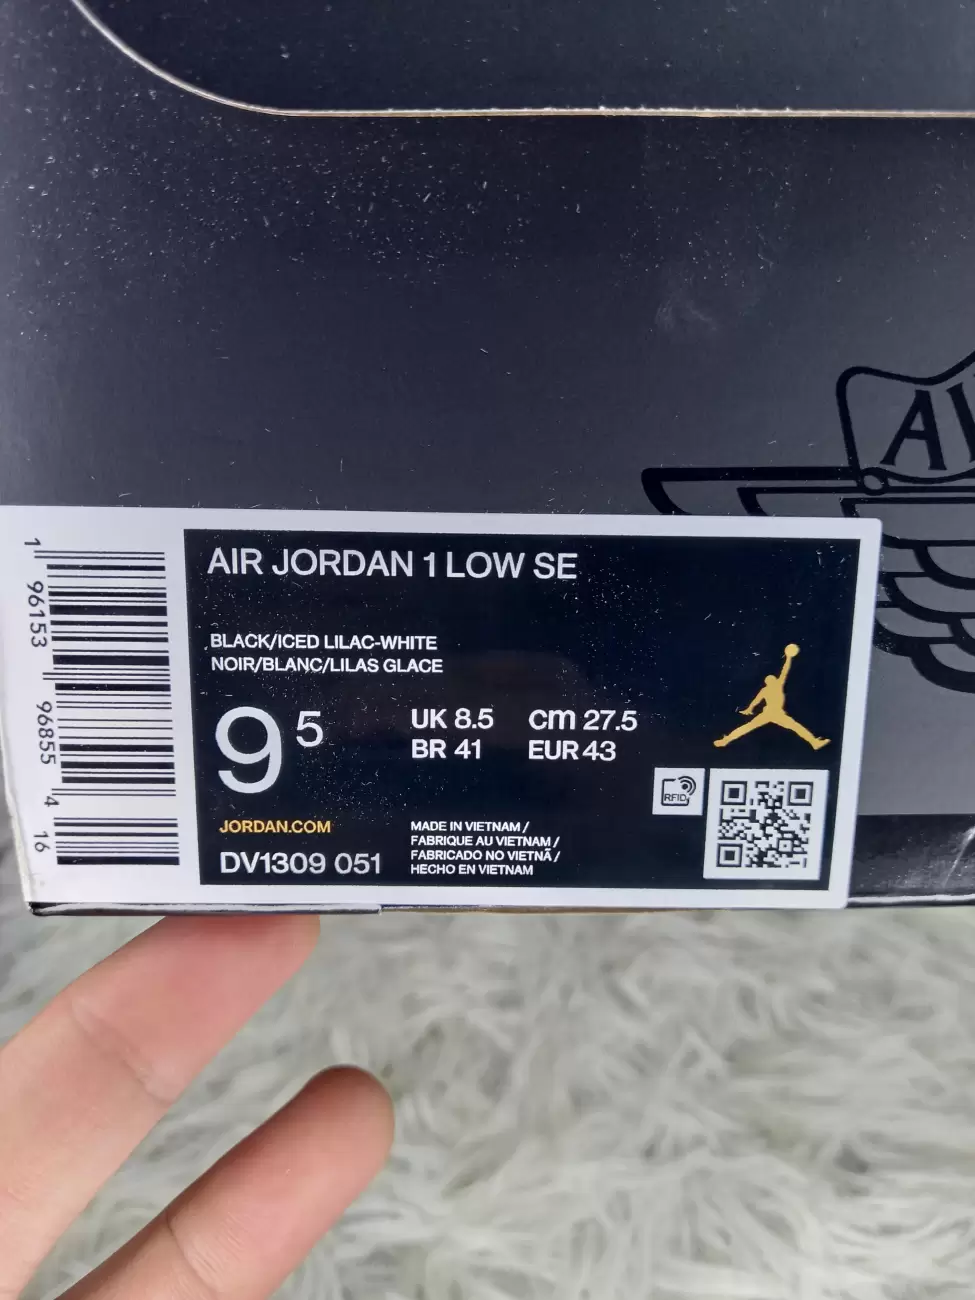 AIR JORDAN 1 LOW SE
BLACK/ICED LILAC-WHITE
NOIR/BLANC/LILAS GLACE
9 5
UK 8.5 cm 27.5
BR 41 EUR 43
RFID
JORDAN.COM
DV1309 051
MADE IN VIETNAM /
FABRIQUE AU VIETNAM /
FABRICADO NO VIETNÃ /
HECHO EN VIETNAM
1 96153 96855 4 16